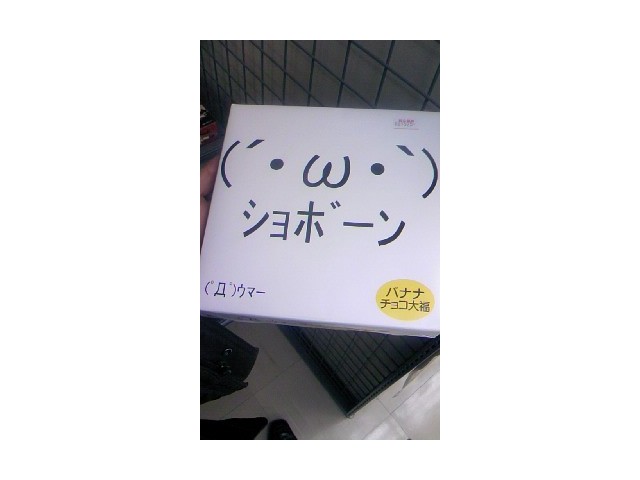 (´・ω・`)
ショボーン
(ﾟДﾟ)ウマー
バナナ
チョコ大福